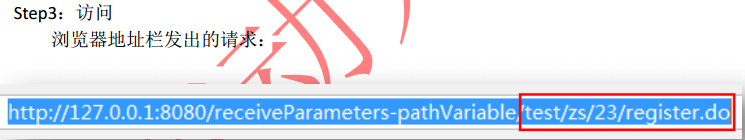 Step3：访问
浏览器地址栏发出的请求：
http://127.0.0.1:8080/receiveParameters-pathVariable/test/zs/23/register.do